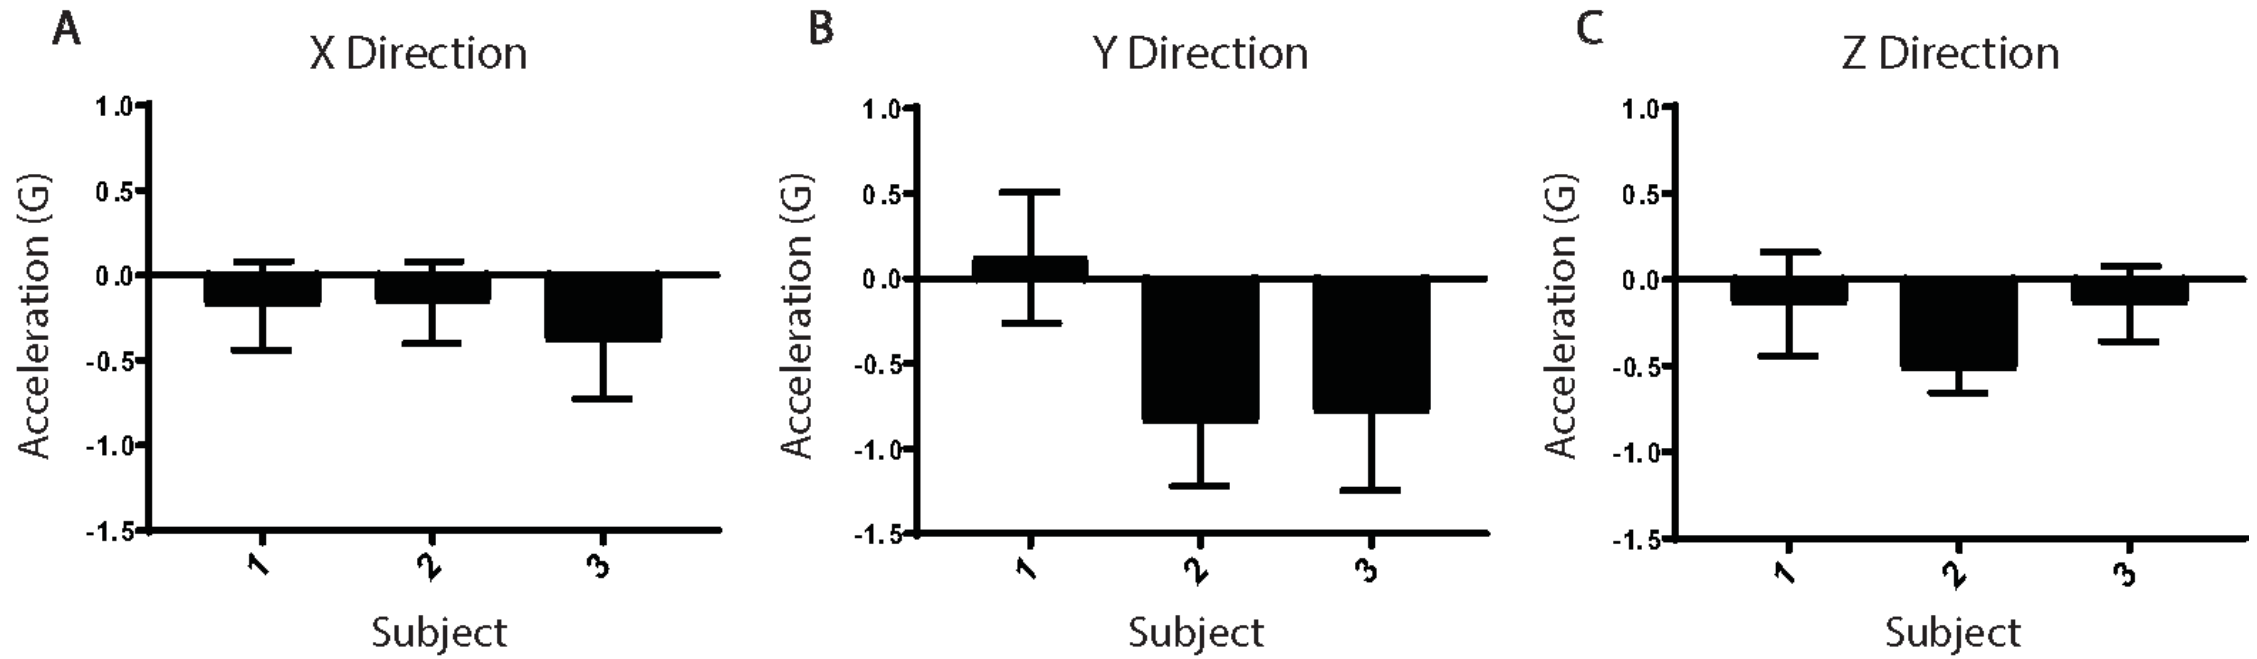 A
X Direction
Acceleration (G)
1.0
0.5
0.0
-0.5
-1.0
-1.5
1
2
3
Subject
B
Y Direction
Acceleration (G)
1.0
0.5
0.0
-0.5
-1.0
-1.5
1
2
3
Subject
C
Z Direction
Acceleration (G)
1.0
0.5
0.0
-0.5
-1.0
-1.5
1
2
3
Subject